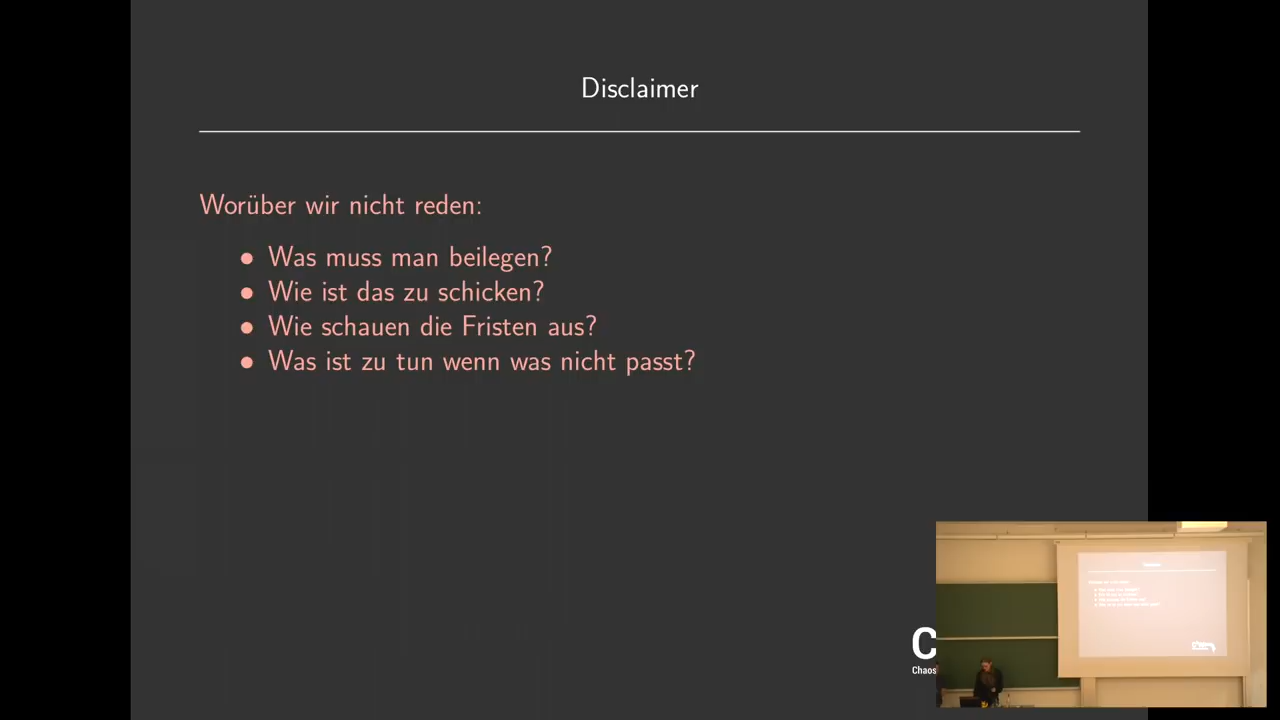 Disclaimer
Worüber wir nicht reden:
• Was muss man beilegen?
• Wie ist das zu schicken?
• Wie schauen die Fristen aus?
• Was ist zu tun wenn was nicht passt?
C
Chaos